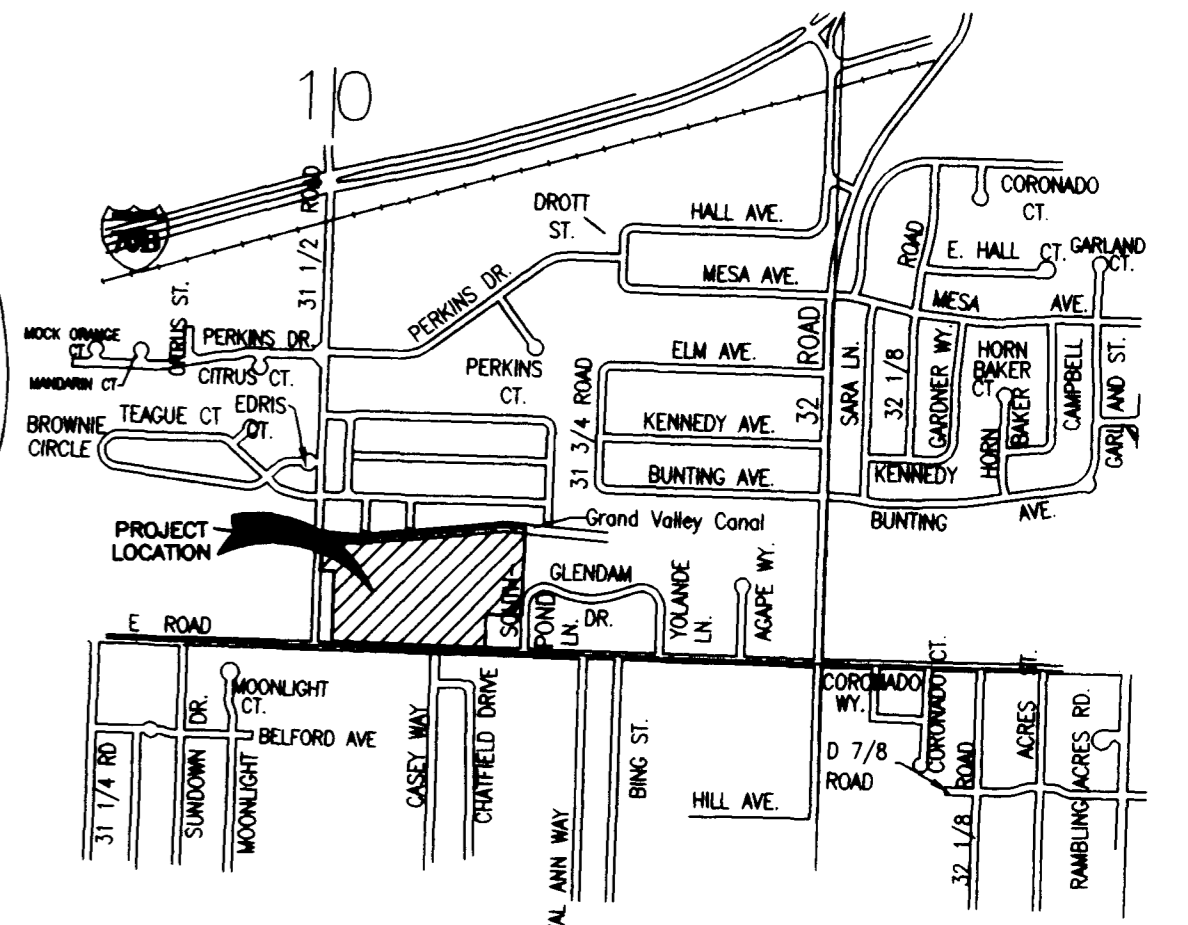 10
70B
31 1/2 ROAD
DROTT
ST.
HALL AVE.
CORONADO
CT.
ROAD
E. HALL CT.
GARLAND
CT.
MESA AVE.
MESA AVE.
PERKINS DR.
ST.
MOCK ORANGE
CT.
PERKINS DR.
MANDARIN CT.
CITRUS CT.
PERKINS
CT.
ELM AVE.
32 ROAD
SARA LN.
32 1/8
GARDNER WY.
HORN
BAKER
CT.
CAMPBELL
GARLAND ST.
BROWNIE
CIRCLE
TEAGUE CT
EDRIS
CT.
31 3/4 ROAD
KENNEDY AVE.
BUNTING AVE.
KENNEDY
HORN
BAKER
BUNTING AVE.
PROJECT
LOCATION
Grand Valley Canal
GLENDAM
DR.
SOUTH
POND
LN.
YOLANDE
LN.
AGAPE WY.
E ROAD
MOONLIGHT
CT.
BELFORD AVE
31 1/4 RD
SUNDOWN DR.
MOONLIGHT
CASEY WAY
CHATFIELD DRIVE
AL ANN WAY
BING ST.
HILL AVE.
CORONADO
WY.
CORONADO CT.
D 7/8
ROAD
32 1/8 ROAD
ACRES
RAMBLING ACRES RD.